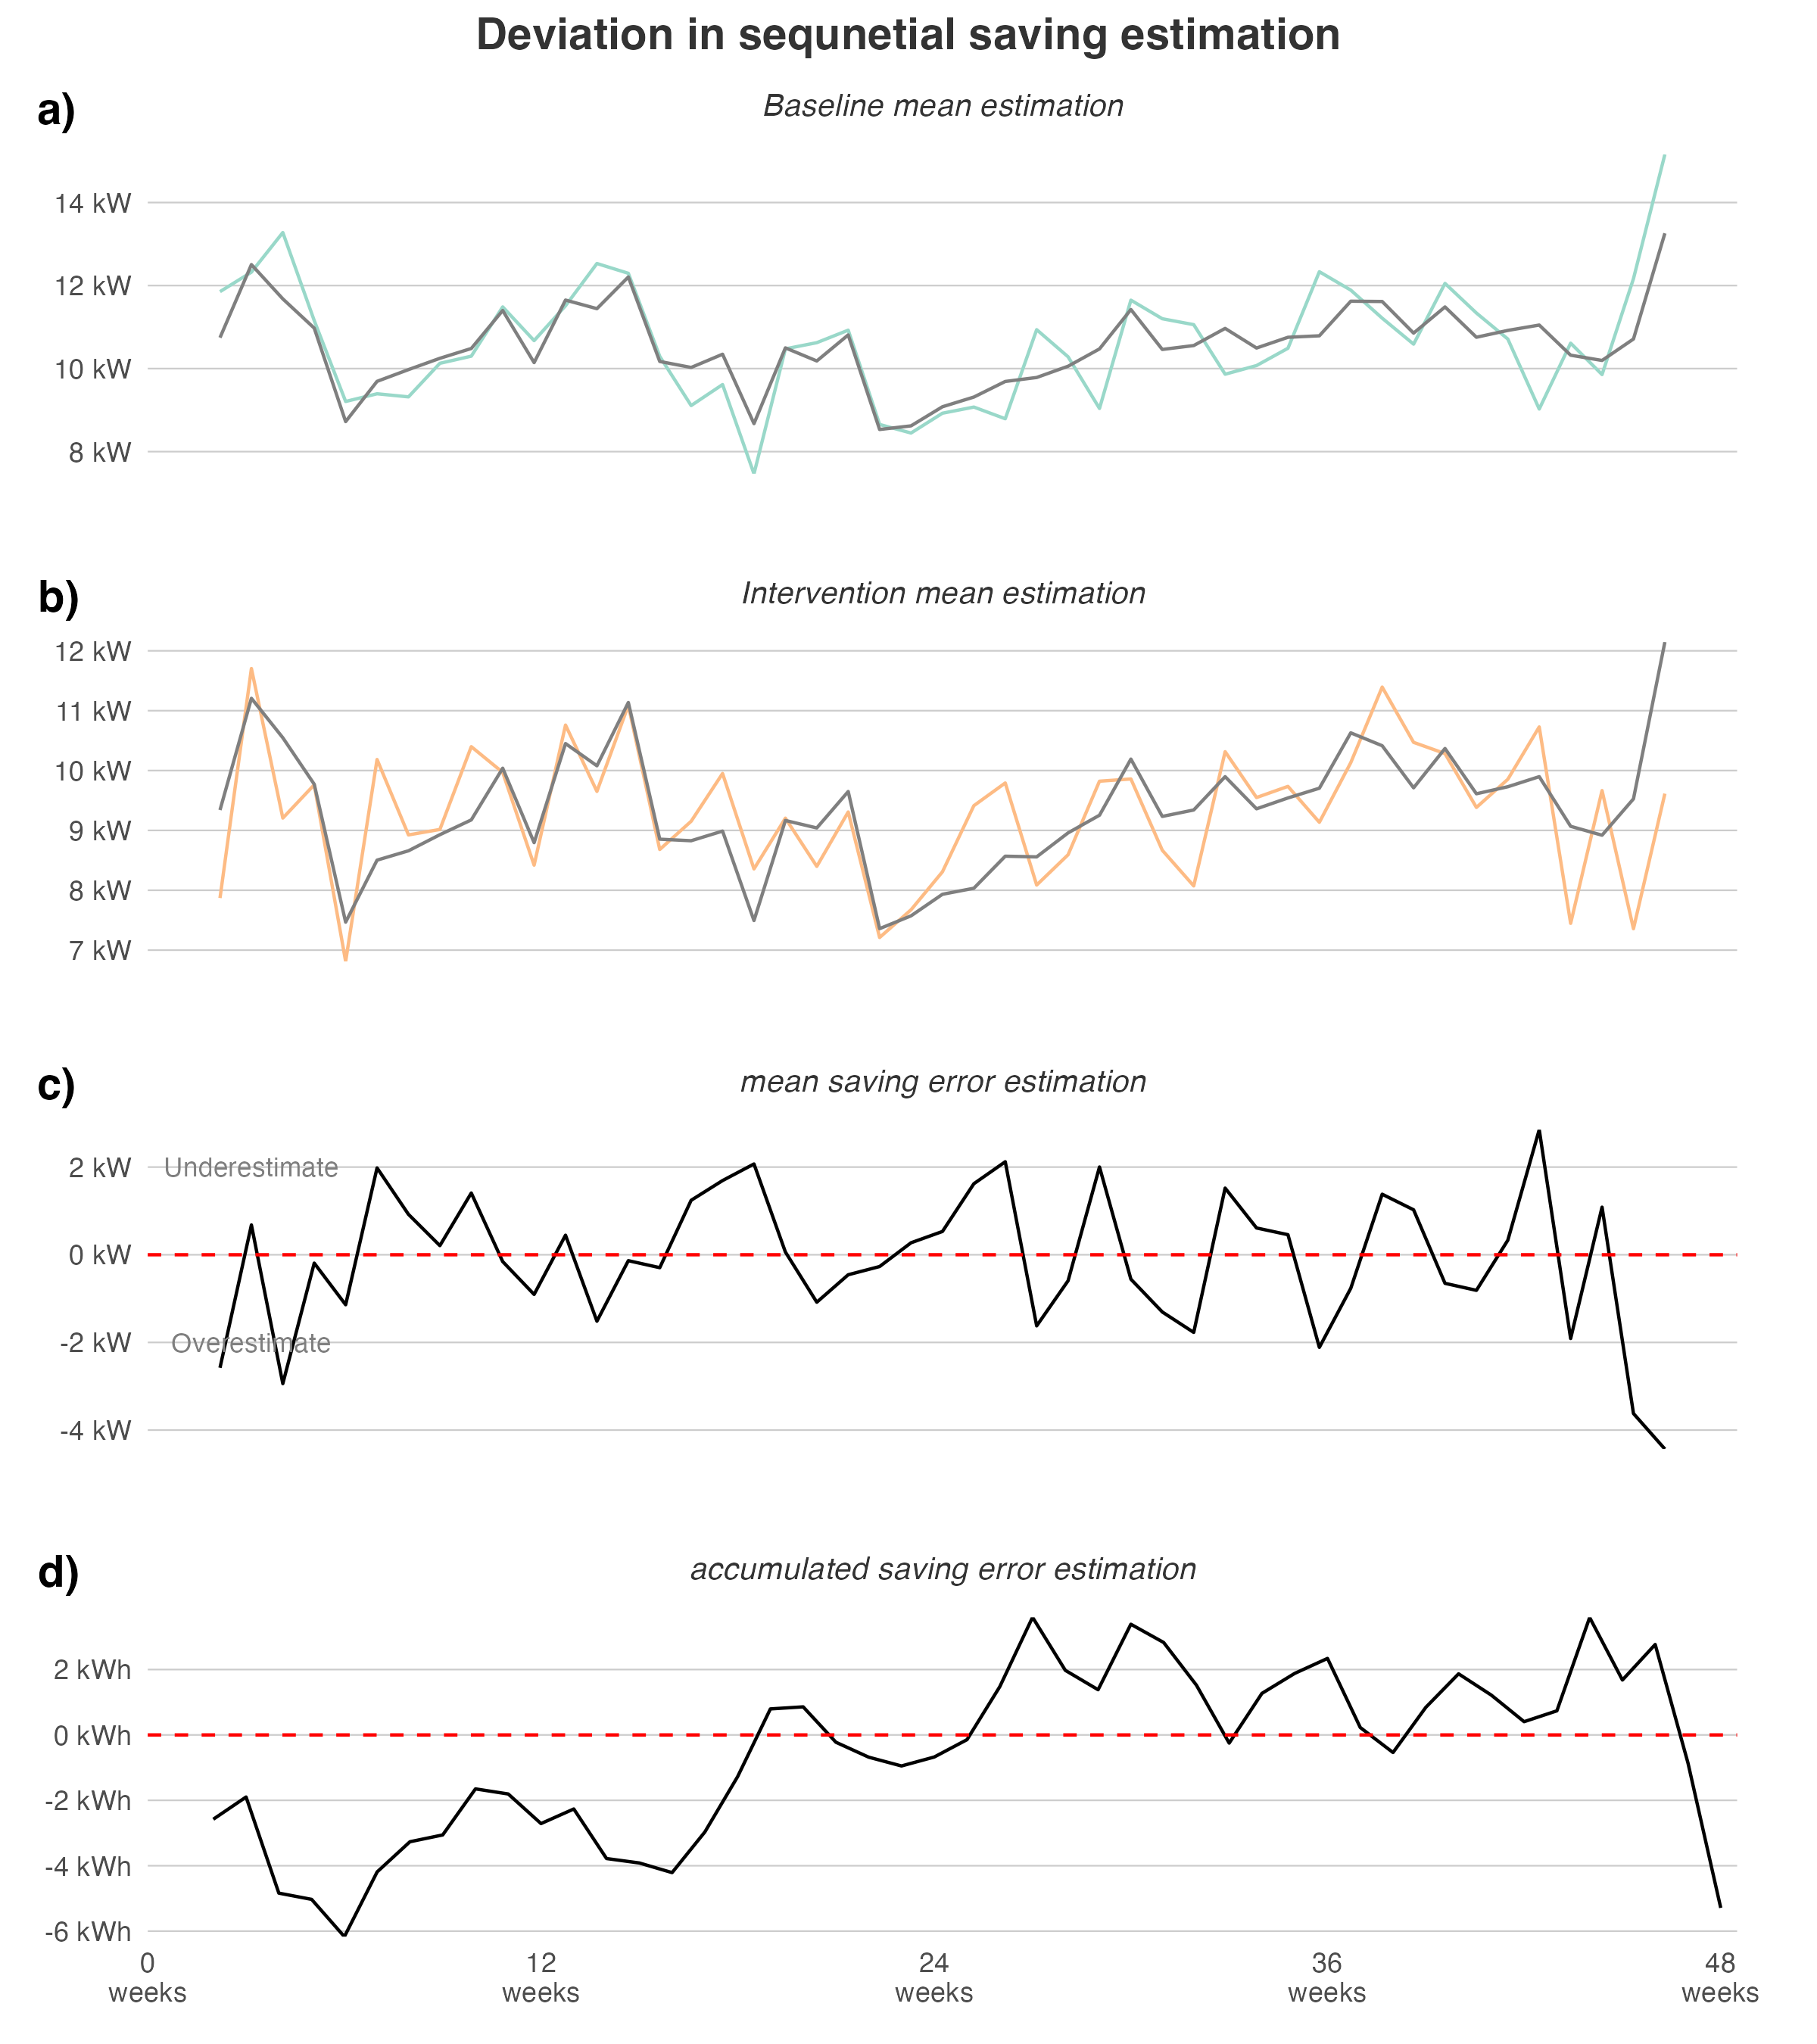 Deviation in sequnetial saving estimation
a)
Baseline mean estimation
14 kW
12 kW
10 kW
8 kW
b)
Intervention mean estimation
12 kW
11 kW
10 kW
9 kW
8 kW
7 kW
c)
mean saving error estimation
2 kW
Underestimate
0 kW
-2 kW
Overestimate
-4 kW
d)
accumulated saving error estimation
2 kWh
0 kWh
-2 kWh
-4 kWh
-6 kWh
0 12 24 36 48
weeks weeks weeks weeks weeks